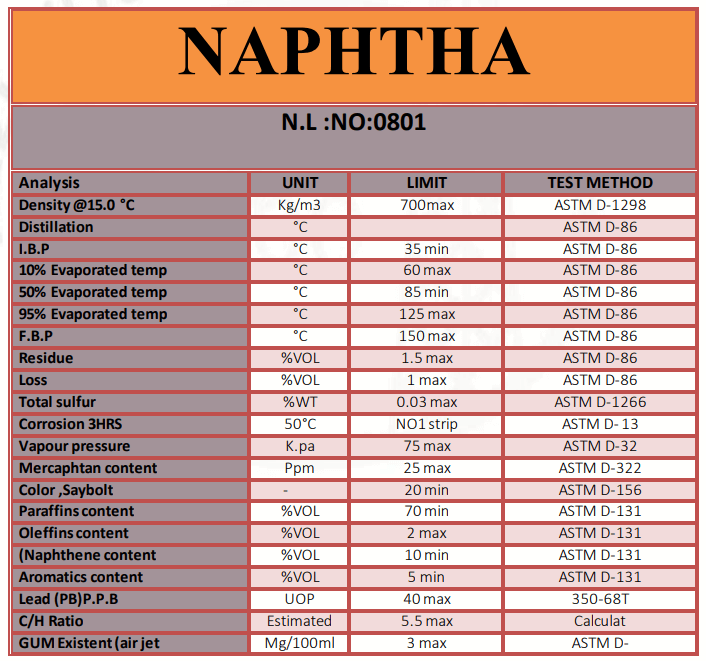 NAPHTHA
N.L :NO:0801
Analysis UNIT LIMIT TEST METHOD
Density @15.0 °C Kg/m3 700max ASTM D-1298
Distillation °C ASTM D-86
I.B.P °C 35 min ASTM D-86
10% Evaporated temp °C 60 max ASTM D-86
50% Evaporated temp °C 85 min ASTM D-86
95% Evaporated temp °C 125 max ASTM D-86
F.B.P °C 150 max ASTM D-86
Residue %VOL 1.5 max ASTM D-86
Loss %VOL 1 max ASTM D-86
Total sulfur %WT 0.03 max ASTM D-1266
Corrosion 3HRS 50°C NO1 strip ASTM D- 13
Vapour pressure K.pa 75 max ASTM D-32
Mercaphtan content Ppm 25 max ASTM D-322
Color ,Saybolt - 20 min ASTM D-156
Paraffins content %VOL 70 min ASTM D-131
Oleffins content %VOL 2 max ASTM D-131
(Naphthene content %VOL 10 min ASTM D-131
Aromatics content %VOL 5 min ASTM D-131
Lead (PB)P.P.B UOP 40 max 350-68T
C/H Ratio Estimated 5.5 max Calculat
GUM Existent (air jet Mg/100ml 3 max ASTM D-